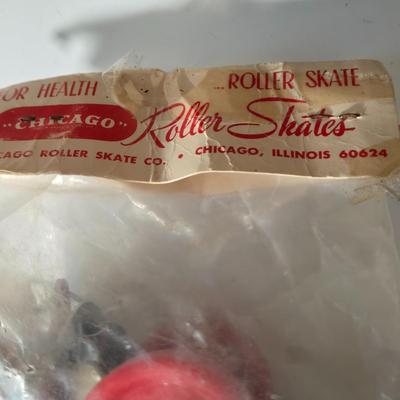 OR HEALTH ...ROLLER SKATE
"CHICAGO" Roller Skates
CAGO ROLLER SKATE CO. • CHICAGO, ILLINOIS 60624